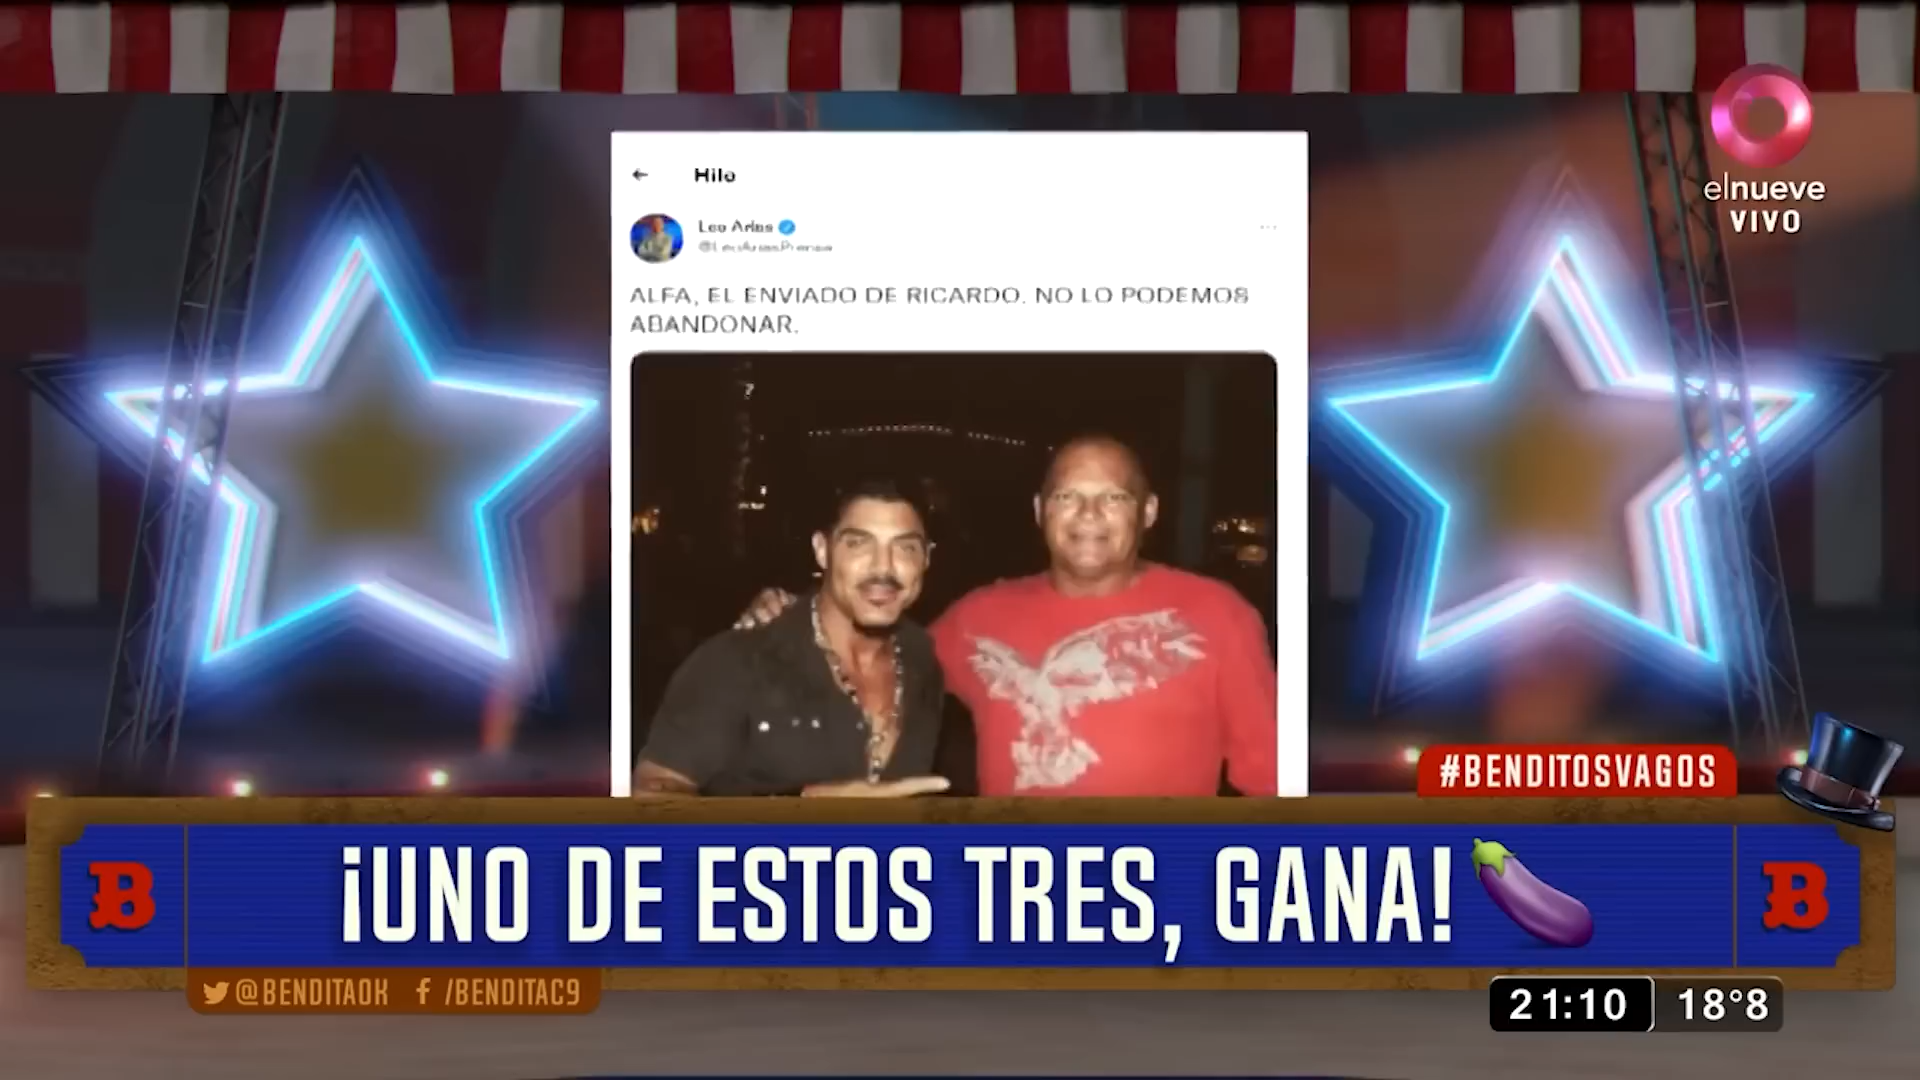 elnueve
VIVO
Hilo
Leo Arias
@LeoAriasPrensa
ALFA, EL ENVIADO DE RICARDO. NO LO PODEMOS
ABANDONAR.
#BENDITOSVAGOS
B
¡UNO DE ESTOS TRES, GANA!
B
@BENDITAOK
/BENDITAC9
21:10
18°8